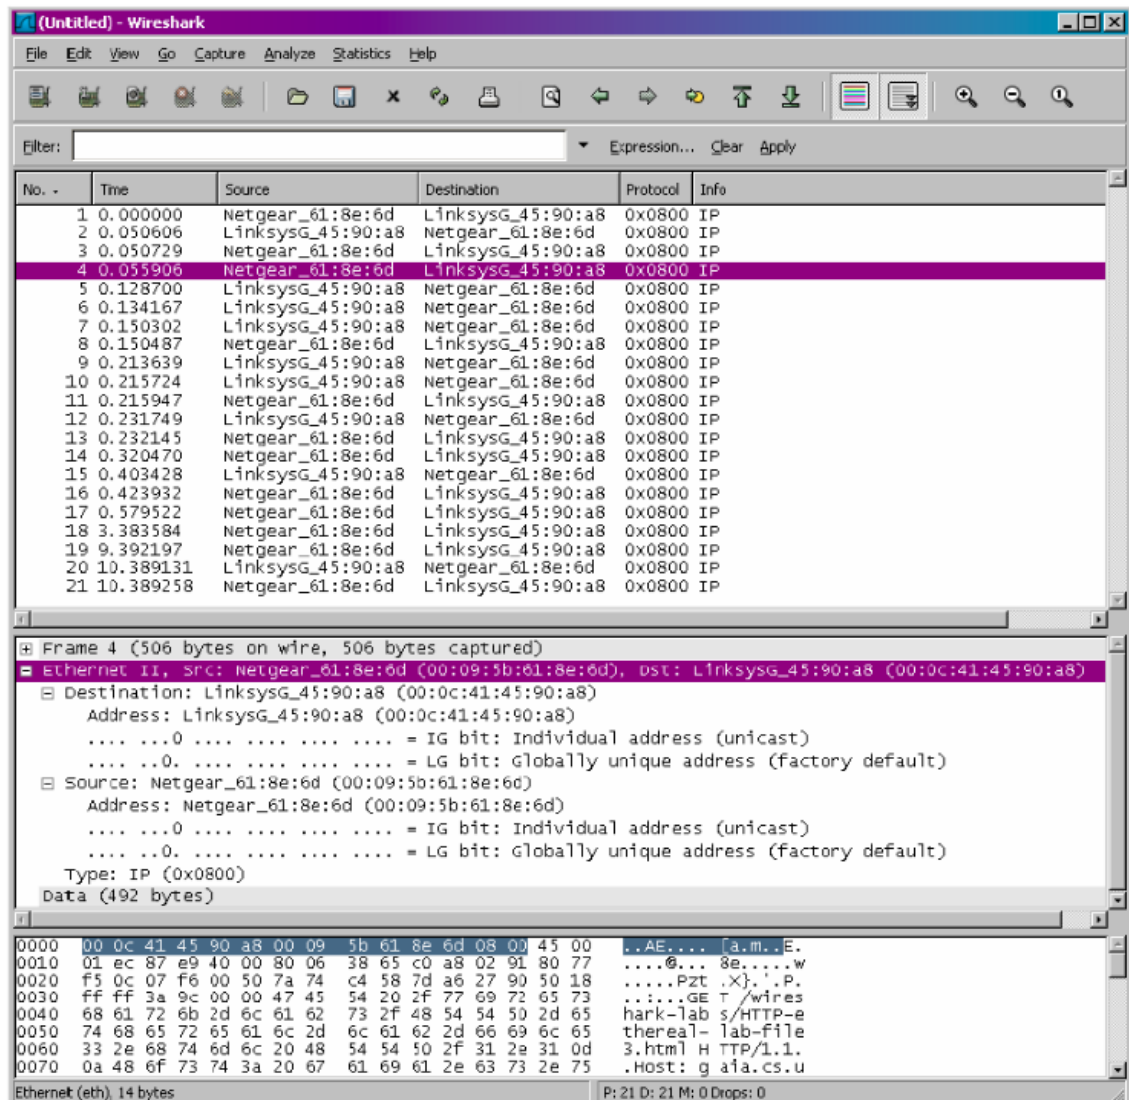 (Untitled) - Wireshark
File Edit View Go Capture Analyze Statistics Help
Filter: Expression... Clear Apply
No. Time Source Destination Protocol Info
1 0.000000 Netgear_61:8e:6d LinksysG_45:90:a8 0x0800 IP
2 0.050606 LinksysG_45:90:a8 Netgear_61:8e:6d 0x0800 IP
3 0.050729 Netgear_61:8e:6d LinksysG_45:90:a8 0x0800 IP
4 0.055906 Netgear_61:8e:6d LinksysG_45:90:a8 0x0800 IP
5 0.128700 LinksysG_45:90:a8 Netgear_61:8e:6d 0x0800 IP
6 0.134167 LinksysG_45:90:a8 Netgear_61:8e:6d 0x0800 IP
7 0.150302 LinksysG_45:90:a8 Netgear_61:8e:6d 0x0800 IP
8 0.150487 Netgear_61:8e:6d LinksysG_45:90:a8 0x0800 IP
9 0.213639 LinksysG_45:90:a8 Netgear_61:8e:6d 0x0800 IP
10 0.215724 LinksysG_45:90:a8 Netgear_61:8e:6d 0x0800 IP
11 0.215947 Netgear_61:8e:6d LinksysG_45:90:a8 0x0800 IP
12 0.231749 LinksysG_45:90:a8 Netgear_61:8e:6d 0x0800 IP
13 0.232145 Netgear_61:8e:6d LinksysG_45:90:a8 0x0800 IP
14 0.320470 Netgear_61:8e:6d LinksysG_45:90:a8 0x0800 IP
15 0.403428 LinksysG_45:90:a8 Netgear_61:8e:6d 0x0800 IP
16 0.423932 Netgear_61:8e:6d LinksysG_45:90:a8 0x0800 IP
17 0.579522 Netgear_61:8e:6d LinksysG_45:90:a8 0x0800 IP
18 3.383584 Netgear_61:8e:6d LinksysG_45:90:a8 0x0800 IP
19 9.392197 Netgear_61:8e:6d LinksysG_45:90:a8 0x0800 IP
20 10.389131 LinksysG_45:90:a8 Netgear_61:8e:6d 0x0800 IP
21 10.389258 Netgear_61:8e:6d LinksysG_45:90:a8 0x0800 IP
Frame 4 (506 bytes on wire, 506 bytes captured)
Ethernet II, Src: Netgear_61:8e:6d (00:09:5b:61:8e:6d), Dst: LinksysG_45:90:a8 (00:0c:41:45:90:a8)
Destination: LinksysG_45:90:a8 (00:0c:41:45:90:a8)
Address: LinksysG_45:90:a8 (00:0c:41:45:90:a8)
.... ...0 .... .... .... .... = IG bit: Individual address (unicast)
.... ..0. .... .... .... .... = LG bit: Globally unique address (factory default)
Source: Netgear_61:8e:6d (00:09:5b:61:8e:6d)
Address: Netgear_61:8e:6d (00:09:5b:61:8e:6d)
.... ...0 .... .... .... .... = IG bit: Individual address (unicast)
.... ..0. .... .... .... .... = LG bit: Globally unique address (factory default)
Type: IP (0x0800)
Data (492 bytes)
0000 00 0c 41 45 90 a8 00 09 5b 61 8e 6d 08 00 45 00 ..AE.... [a.m..E.
0010 01 ec 87 e9 40 00 80 06 38 65 c0 a8 02 91 80 77 ....@... 8e.....w
0020 f5 0c 07 f6 00 50 7a 74 c4 58 7d a6 27 90 50 18 .....Pzt .X}.'.P.
0030 ff ff 3a 9c 00 00 47 45 54 20 2f 77 69 72 65 73 ..:...GE T /wires
0040 68 61 72 6b 2d 6c 61 62 73 2f 48 54 54 50 2d 65 hark-lab s/HTTP-e
0050 74 68 65 72 65 61 6c 2d 6c 61 62 2d 66 69 6c 65 thereal- lab-file
0060 33 2e 68 74 6d 6c 20 48 54 54 50 2f 31 2e 31 0d 3.html H TTP/1.1.
0070 0a 48 6f 73 74 3a 20 67 61 69 61 2e 63 73 2e 75 .Host: g aia.cs.u
Ethernet (eth), 14 bytes P: 21 D: 21 M: 0 Drops: 0